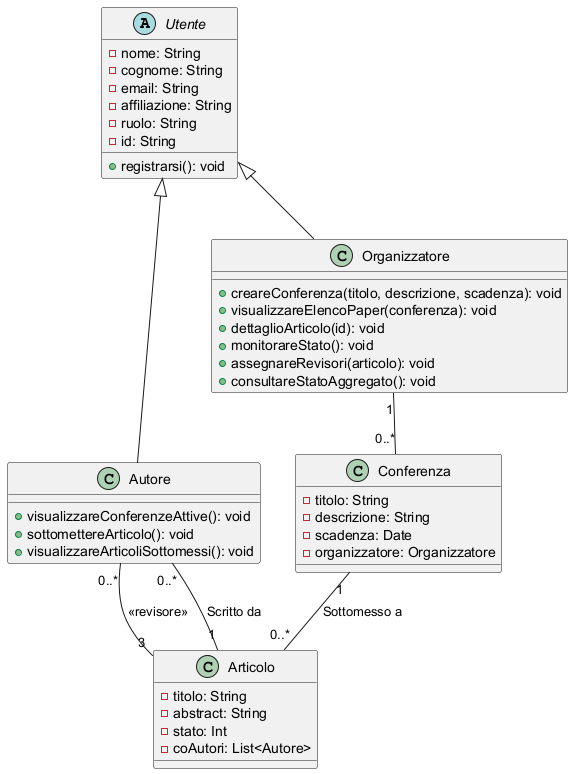 A Utente
nome: String
cognome: String
email: String
affiliazione: String
ruolo: String
id: String
registrarsi(): void
C Organizzatore
creareConferenza(titolo, descrizione, scadenza): void
visualizzareElencoPaper(conferenza): void
dettaglioArticolo(id): void
monitorareStato(): void
assegnareRevisori(articolo): void
consultareStatoAggregato(): void
1
0..*
C Autore
visualizzareConferenzeAttive(): void
sottomettereArticolo(): void
visualizzareArticoliSottomessi(): void
C Conferenza
titolo: String
descrizione: String
scadenza: Date
organizzatore: Organizzatore
0..*
0..*
1
«revisore»
Scritto da
Sottomesso a
3
1
0..*
C Articolo
titolo: String
abstract: String
stato: Int
coAutori: List<Autore>